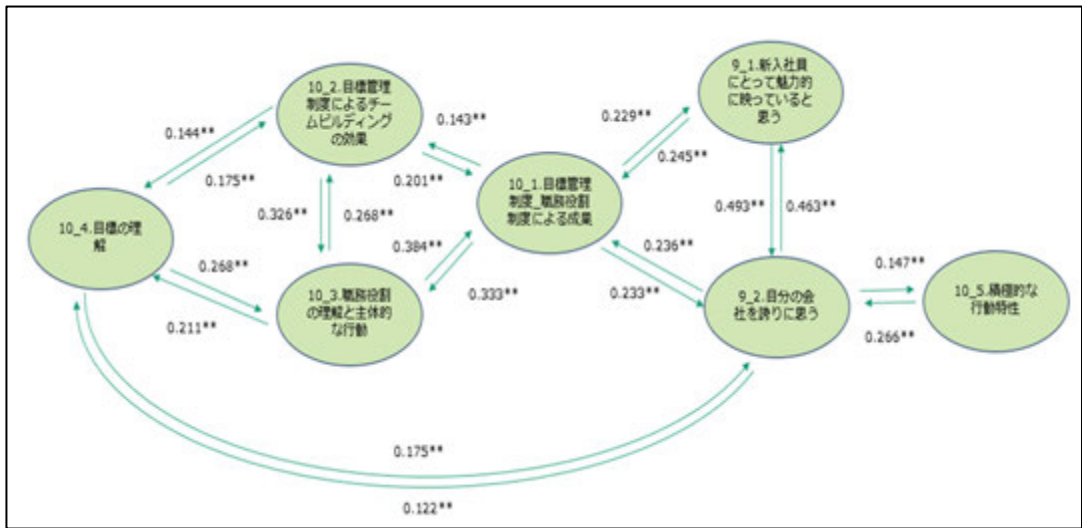 10_2.目標管理
制度によるチー
ムビルディング
の効果
9_1.新入社員
にとって魅力的
に映っていると
思う
0.144**
0.175**
0.143**
0.201**
0.229**
0.245**
10_4.目標の理
解
0.326**
0.268**
10_1.目標管理
制度_職務役割
制度による成果
0.493**
0.463**
0.268**
0.211**
10_3.職務役割
の理解と主体的
な行動
0.384**
0.333**
0.236**
0.233**
9_2.自分の会
社を誇りに思う
0.147**
0.266**
10_5.積極的な
行動特性
0.175**
0.122**